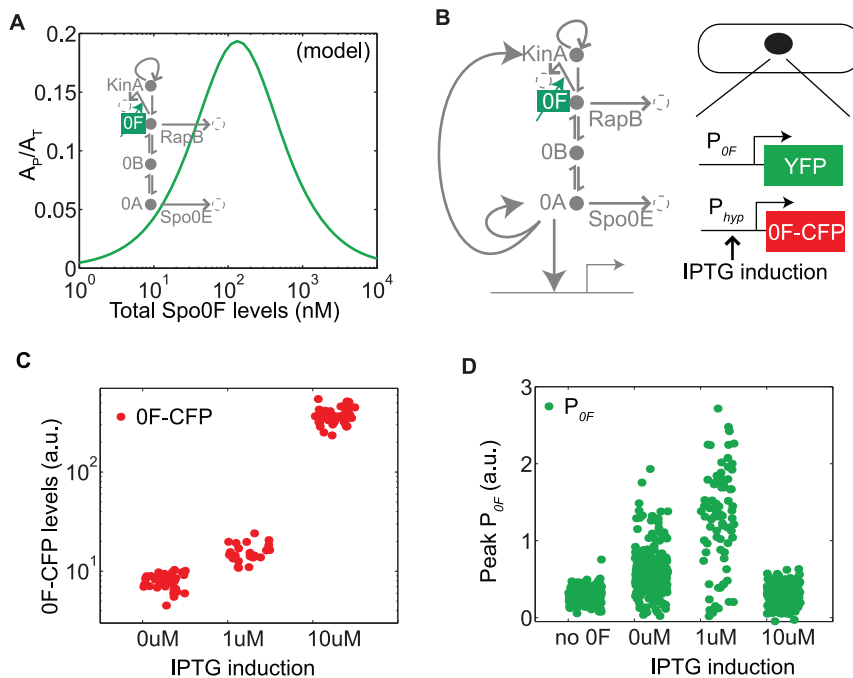 A
(model)
0.2
0.15
0.1
0.05
0
A_P/A_T
10^0
10^1
10^2
10^3
10^4
Total Spo0F levels (nM)
KinA
0F
RapB
0B
0A
Spo0E
B
KinA
0F
RapB
0B
0A
Spo0E
P_0F
YFP
P_hyp
0F-CFP
IPTG induction
C
0F-CFP
10^2
10^1
0F-CFP levels (a.u.)
0uM
1uM
10uM
IPTG induction
D
P_0F
3
2
1
0
Peak P_0F (a.u.)
no 0F
0uM
1uM
10uM
IPTG induction